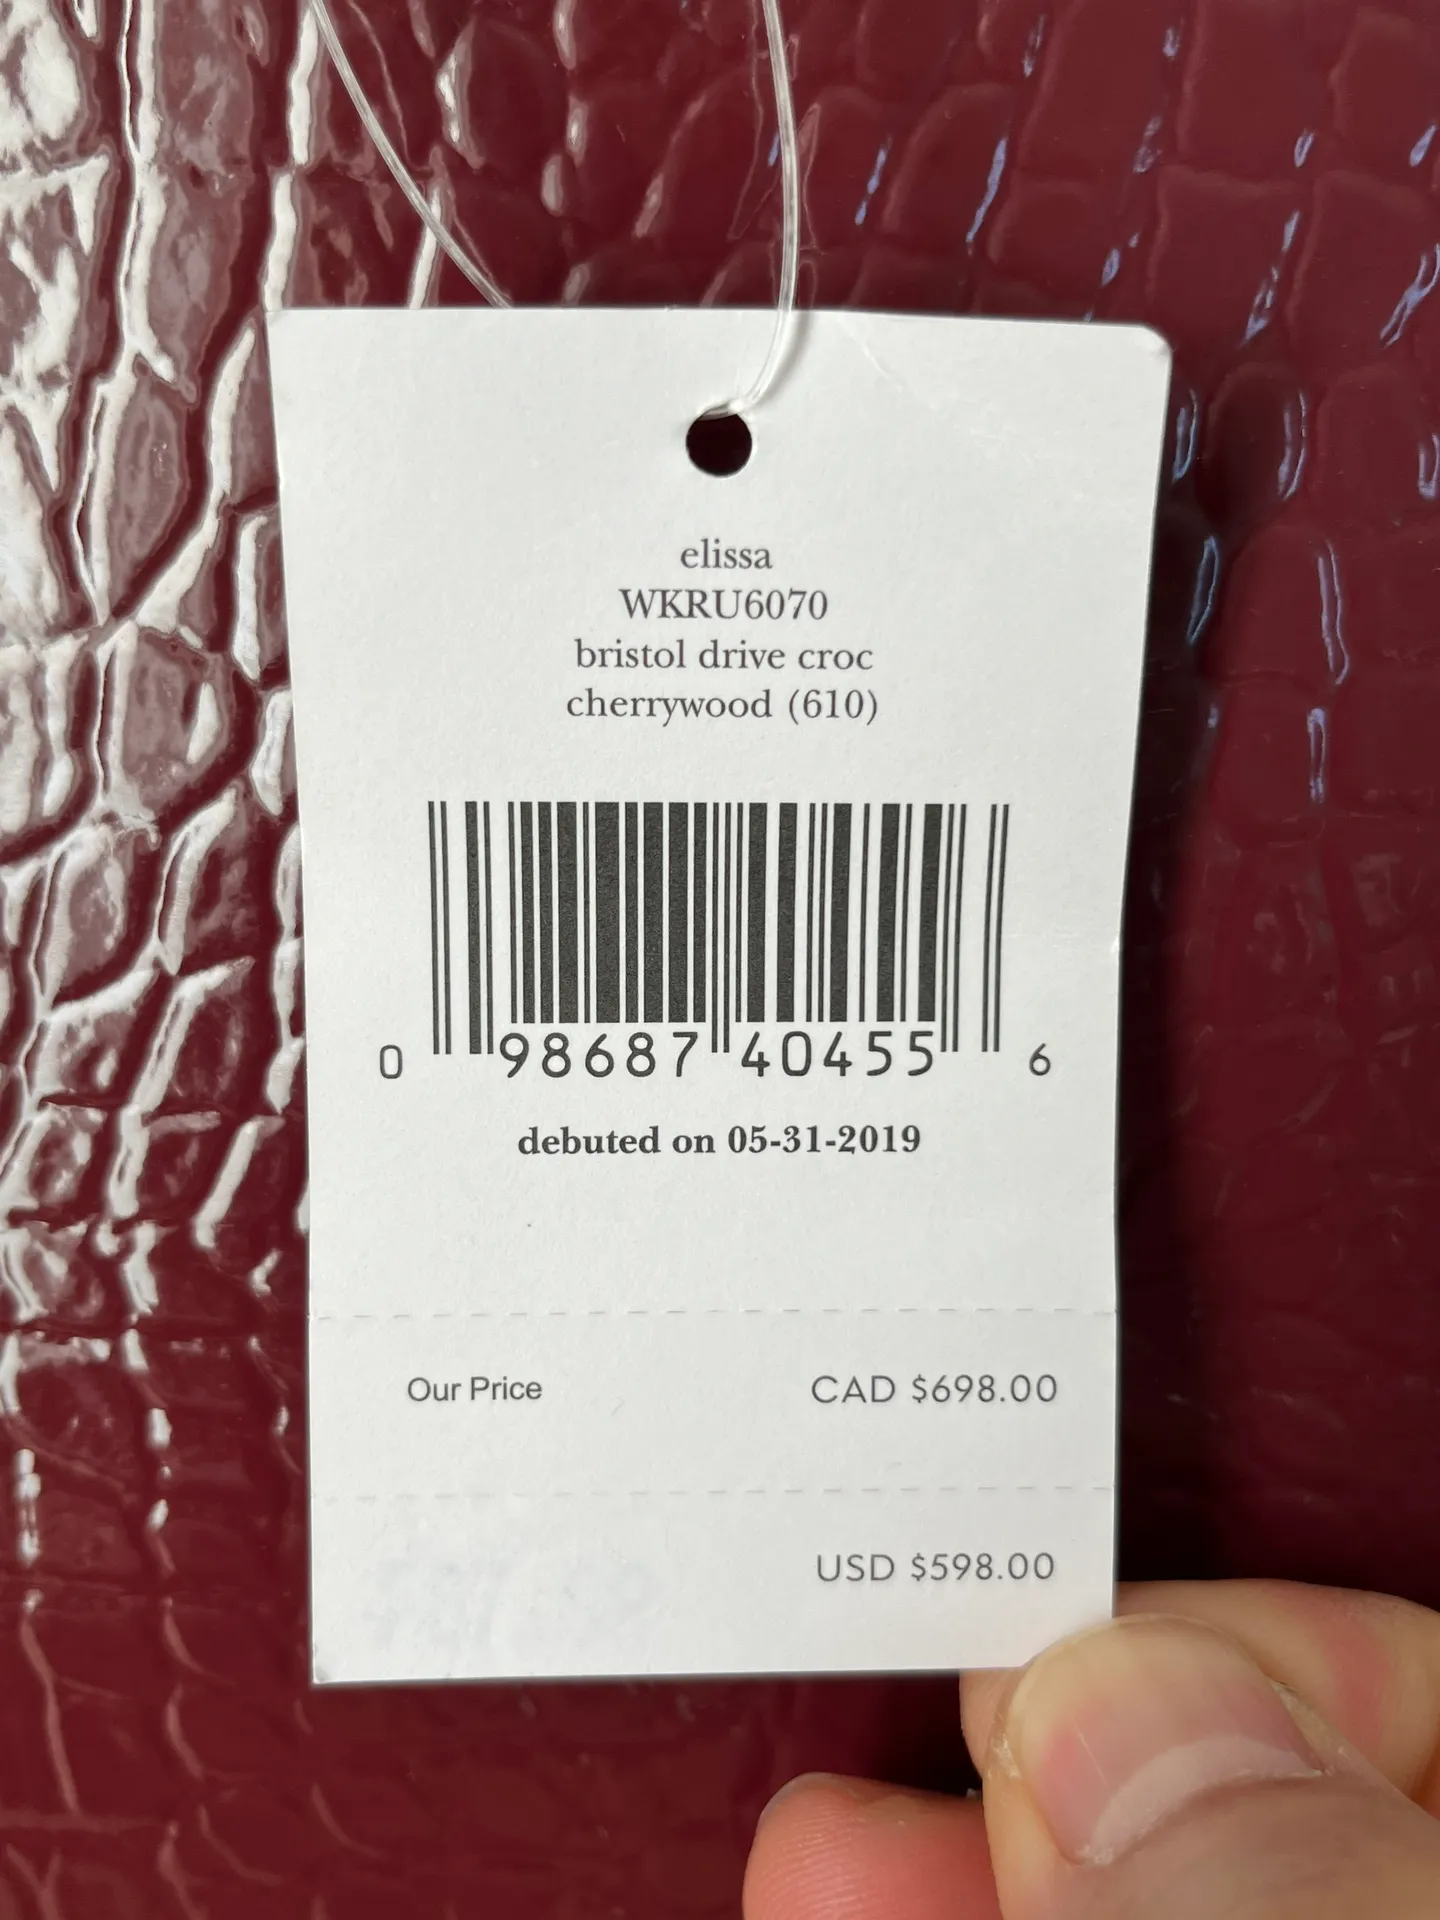 elissa
WKRU6070
bristol drive croc
cherrywood (610)
0 98687 40455 6
debuted on 05-31-2019
Our Price CAD $698.00
USD $598.00